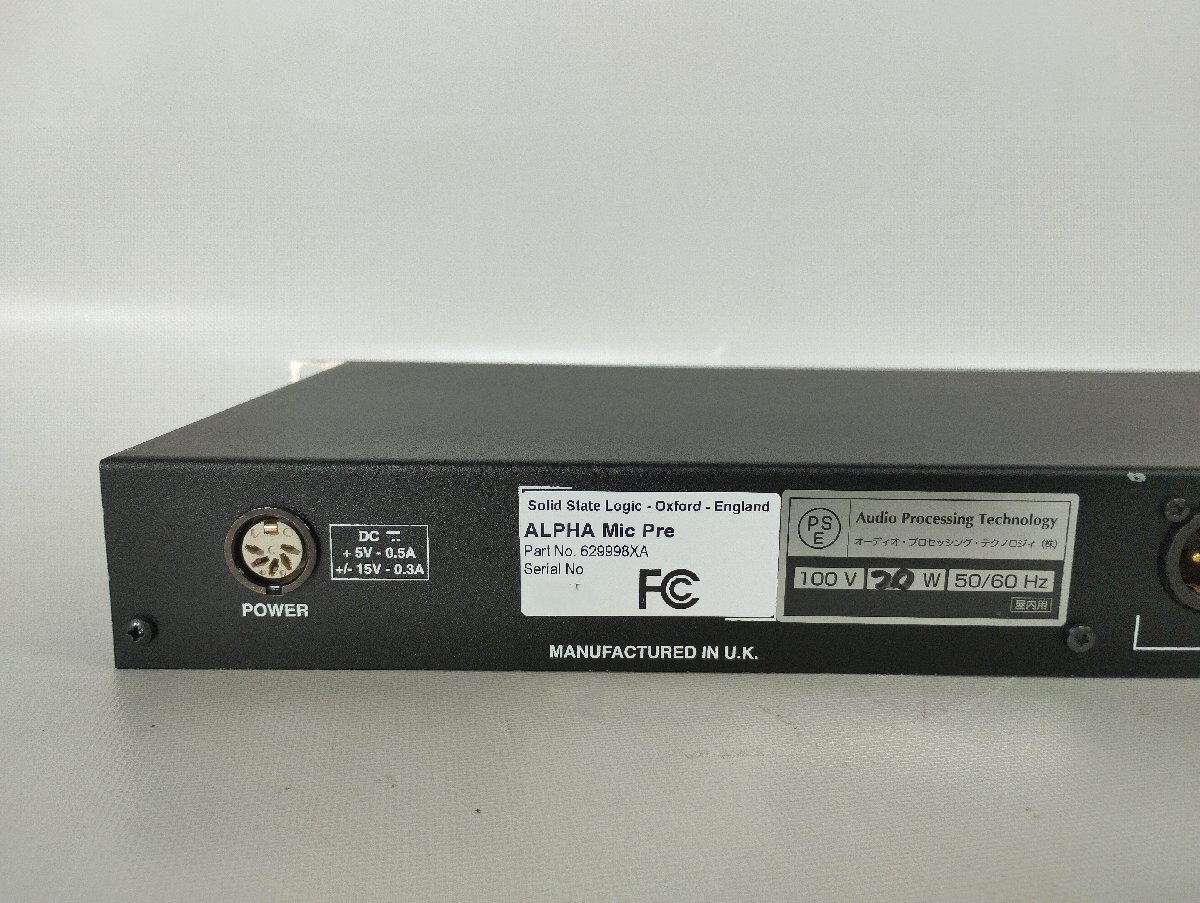 POWER
DC
+ 5V - 0.5A
+/- 15V - 0.3A
Solid State Logic - Oxford - England
ALPHA Mic Pre
Part No. 629998XA
Serial No
FC
MANUFACTURED IN U.K.
PS
E
Audio Processing Technology
オーディオ・プロセッシング・テクノロジィ(株)
100 V 20 W 50/60 Hz
屋内用